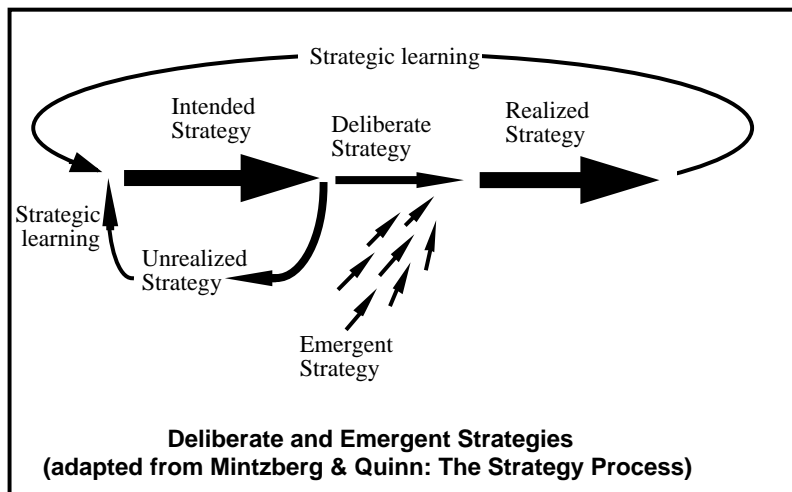 Strategic learning
Intended
Strategy
Deliberate
Strategy
Realized
Strategy
Strategic
learning
Unrealized
Strategy
Emergent
Strategy
Deliberate and Emergent Strategies
(adapted from Mintzberg & Quinn: The Strategy Process)